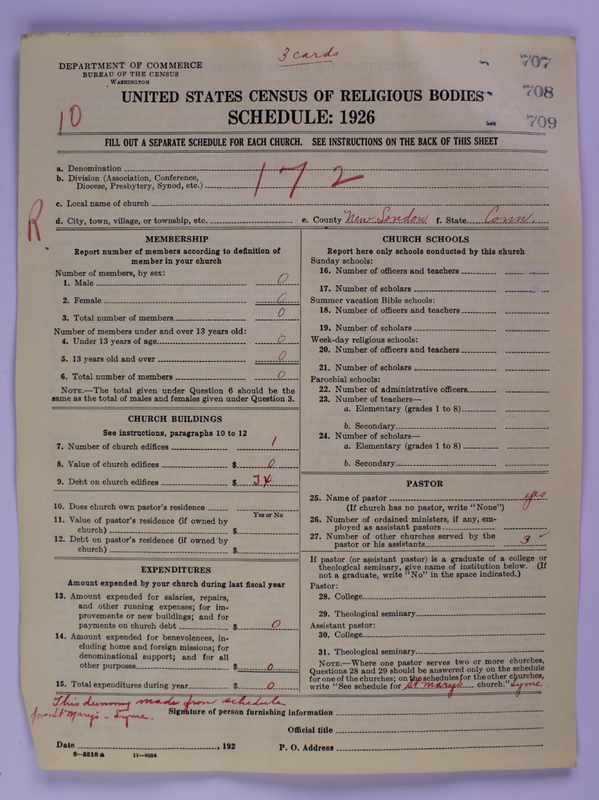 3 cards
DEPARTMENT OF COMMERCE
BUREAU OF THE CENSUS
WASHINGTON
707
708
709
UNITED STATES CENSUS OF RELIGIOUS BODIES
SCHEDULE: 1926
10
FILL OUT A SEPARATE SCHEDULE FOR EACH CHURCH. SEE INSTRUCTIONS ON THE BACK OF THIS SHEET
a. Denomination
b. Division (Association, Conference, Diocese, Presbytery, Synod, etc.)
172
c. Local name of church
R.
d. City, town, village, or township, etc. e. County New London f. State Conn.
MEMBERSHIP
Report number of members according to definition of
member in your church
Number of members, by sex:
1. Male 0
2. Female 0
3. Total number of members 0
Number of members under and over 13 years old:
4. Under 13 years of age 0
5. 13 years old and over 0
6. Total number of members 0
NOTE.—The total given under Question 6 should be the
same as the total of males and females given under Question 3.
CHURCH BUILDINGS
See instructions, paragraphs 10 to 12
7. Number of church edifices 1
8. Value of church edifices $ 0
9. Debt on church edifices $
10. Does church own pastor's residence
Yes or No
11. Value of pastor's residence (if owned by
church) $
12. Debt on pastor's residence (if owned by
church) $
EXPENDITURES
Amount expended by your church during last fiscal year
13. Amount expended for salaries, repairs,
and other running expenses; for im-
provements or new buildings; and for
payments on church debt $ 0
14. Amount expended for benevolences, in-
cluding home and foreign missions; for
denominational support; and for all
other purposes $ 0
15. Total expenditures during year $ 0
CHURCH SCHOOLS
Report here only schools conducted by this church
Sunday schools:
16. Number of officers and teachers
17. Number of scholars
Summer vacation Bible schools:
18. Number of officers and teachers
19. Number of scholars
Week-day religious schools:
20. Number of officers and teachers
21. Number of scholars
Parochial schools:
22. Number of administrative officers
23. Number of teachers—
a. Elementary (grades 1 to 8)
b. Secondary
24. Number of scholars—
a. Elementary (grades 1 to 8)
b. Secondary
PASTOR
25. Name of pastor yes
(If church has no pastor, write "None")
26. Number of ordained ministers, if any, em-
ployed as assistant pastors
27. Number of other churches served by the
pastor or his assistants 3
If pastor (or assistant pastor) is a graduate of a college or
theological seminary, give name of institution below. (If
not a graduate, write "No" in the space indicated.)
Pastor:
28. College
29. Theological seminary
Assistant pastor:
30. College
31. Theological seminary
NOTE.—Where one pastor serves two or more churches,
Questions 28 and 29 should be answered only on the schedule
for one of the churches; on the schedules for the other churches,
write "See schedule for St marys church." Lyme
This dummy made from schedule
for St Mary's - Lyme.
Signature of person furnishing information
Official title
Date , 192 P. O. Address
8—5518 a 11—9084